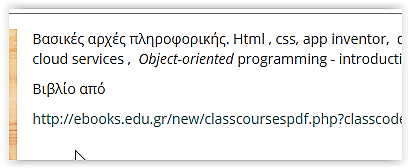 Βασικές αρχές πληροφορικής. Html , css, app inventor,
cloud services , Object-oriented programming - introducti
Βιβλίο από
http://ebooks.edu.gr/new/classcoursespdf.php?classcode